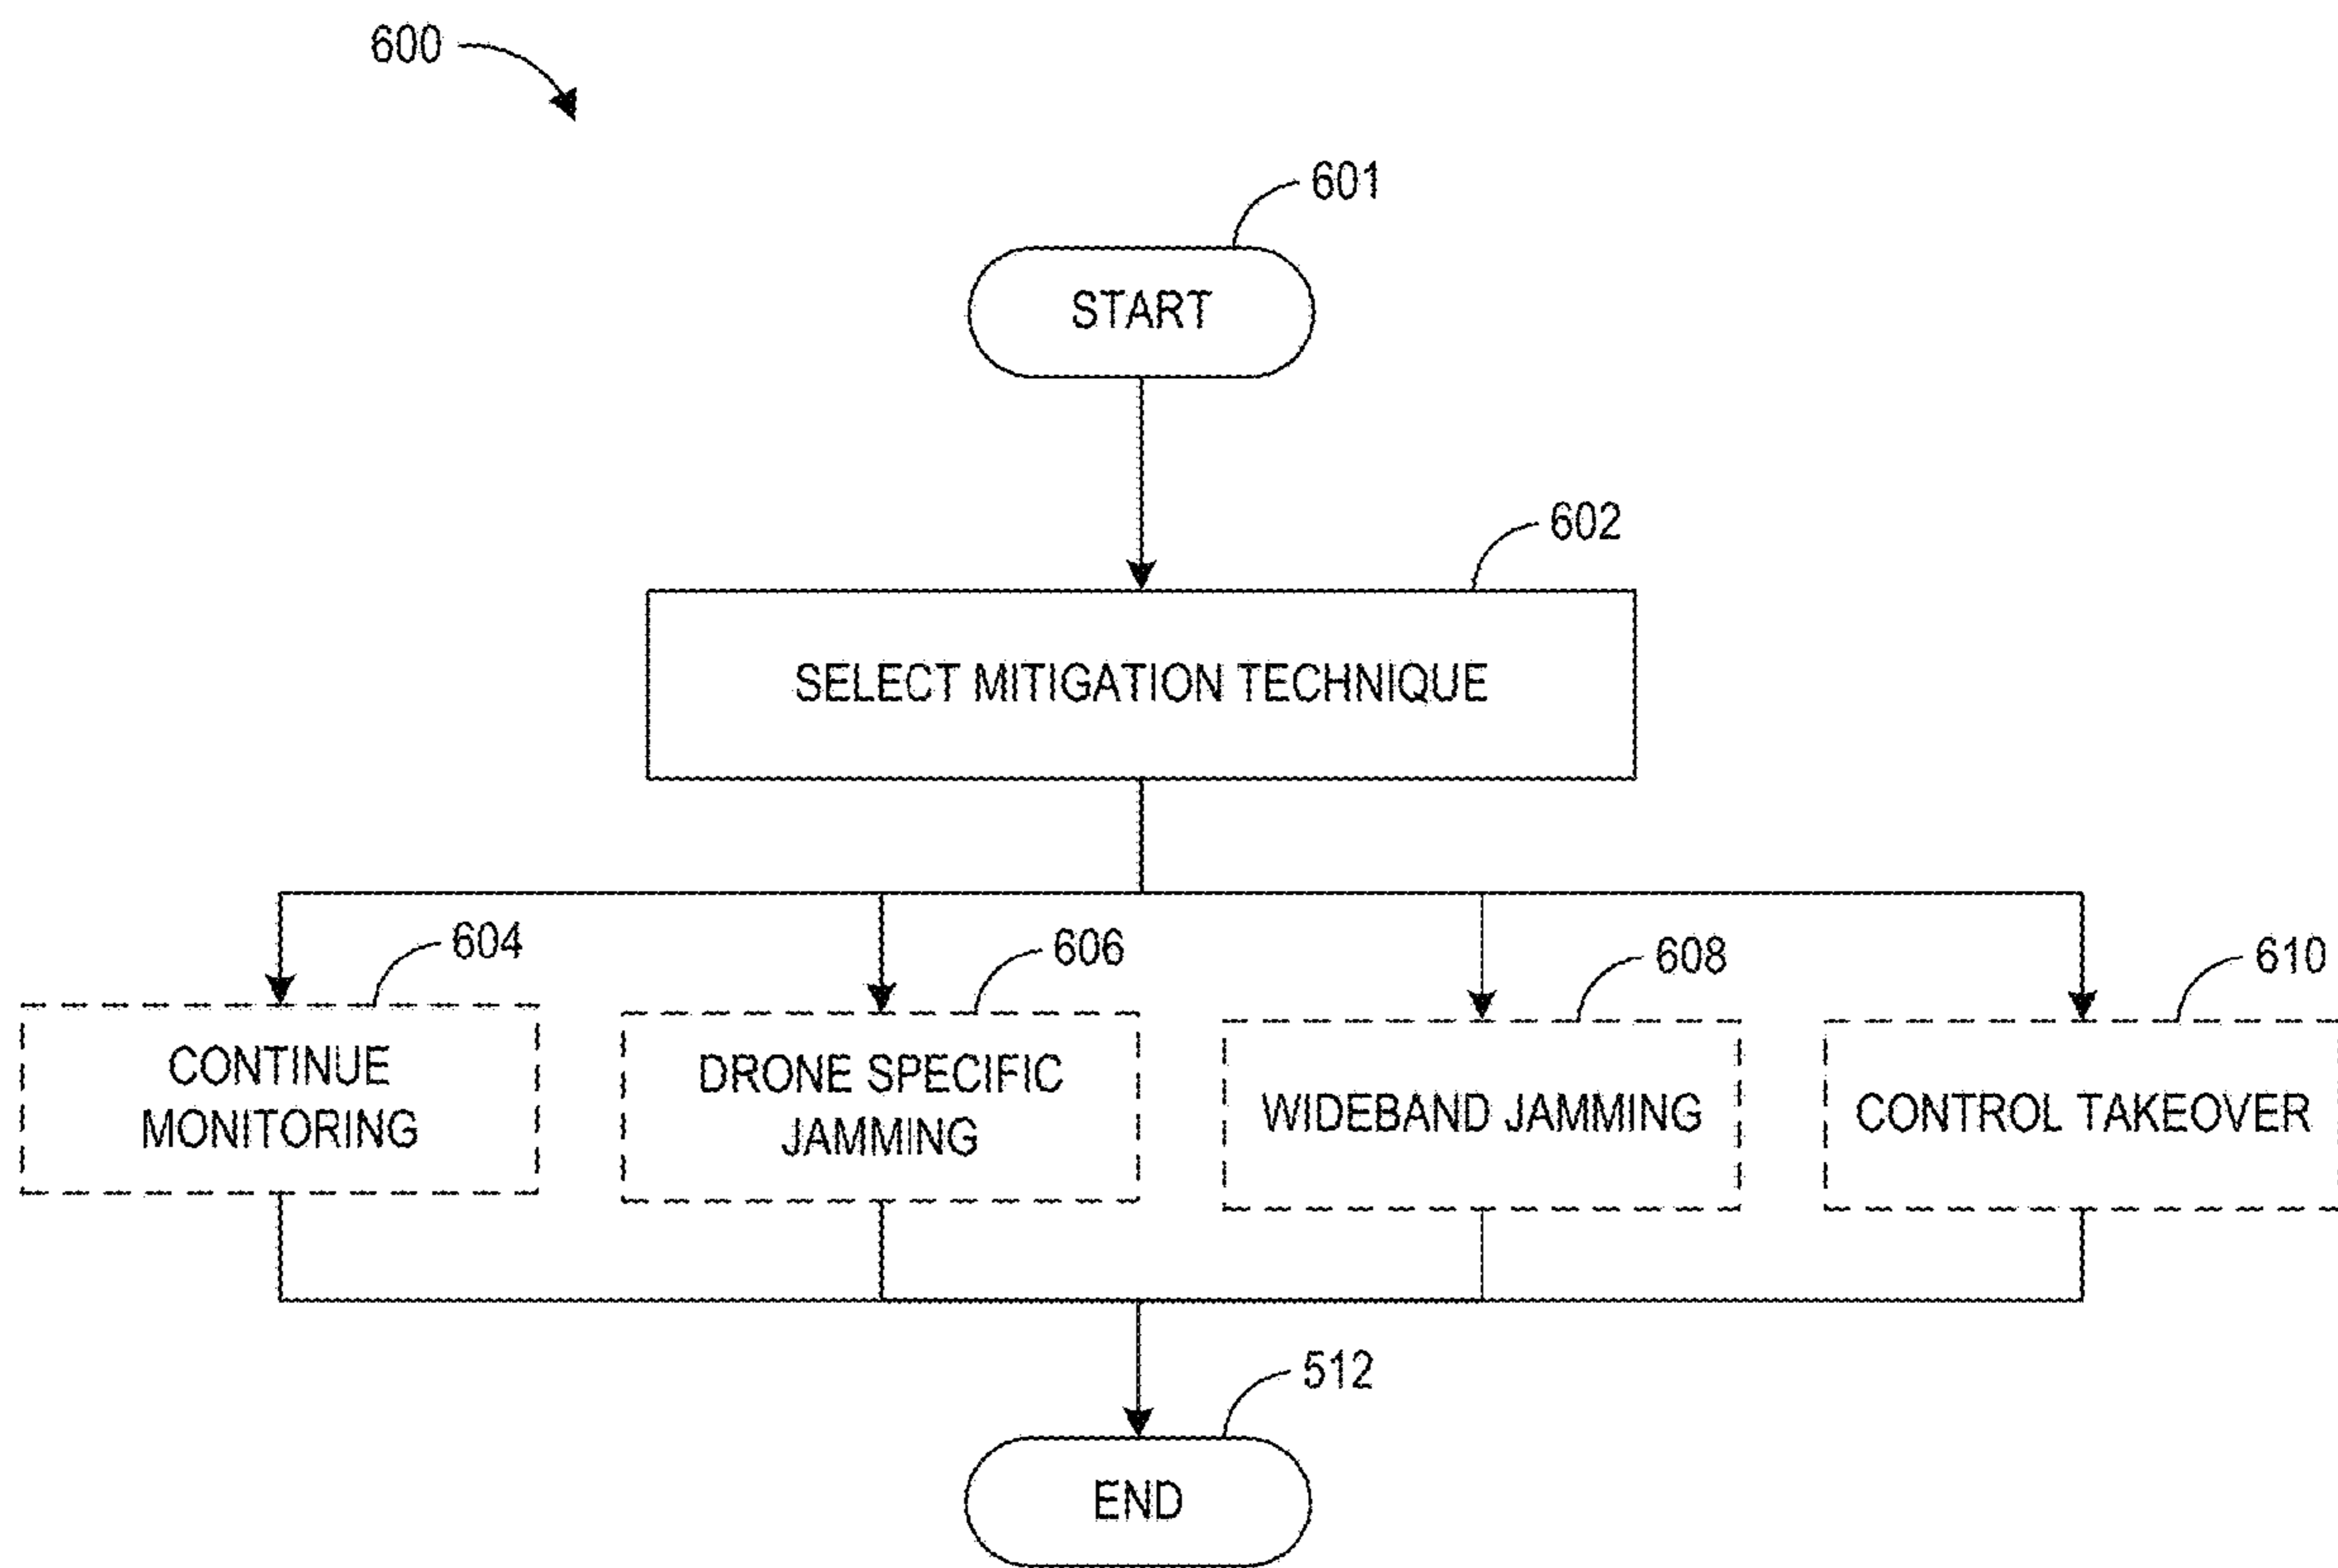 600
601
START
602
SELECT MITIGATION TECHNIQUE
604
606
608
610
CONTINUE
MONITORING
DRONE SPECIFIC
JAMMING
WIDEBAND JAMMING
CONTROL TAKEOVER
512
END